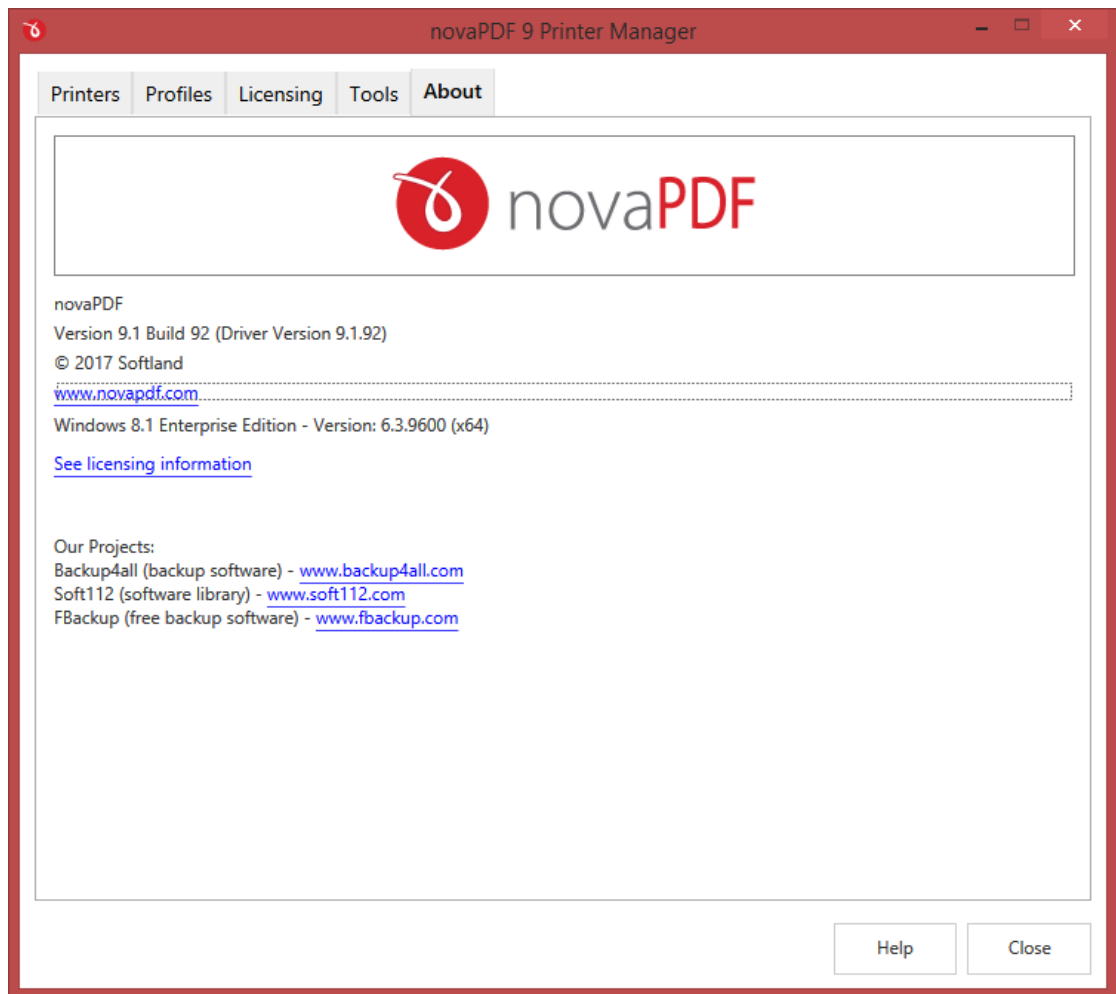 novaPDF 9 Printer Manager
Printers Profiles Licensing Tools About
novaPDF
novaPDF
Version 9.1 Build 92 (Driver Version 9.1.92)
© 2017 Softland
www.novapdf.com
Windows 8.1 Enterprise Edition - Version: 6.3.9600 (x64)
See licensing information
Our Projects:
Backup4all (backup software) - www.backup4all.com
Soft112 (software library) - www.soft112.com
FBackup (free backup software) - www.fbackup.com
Help Close